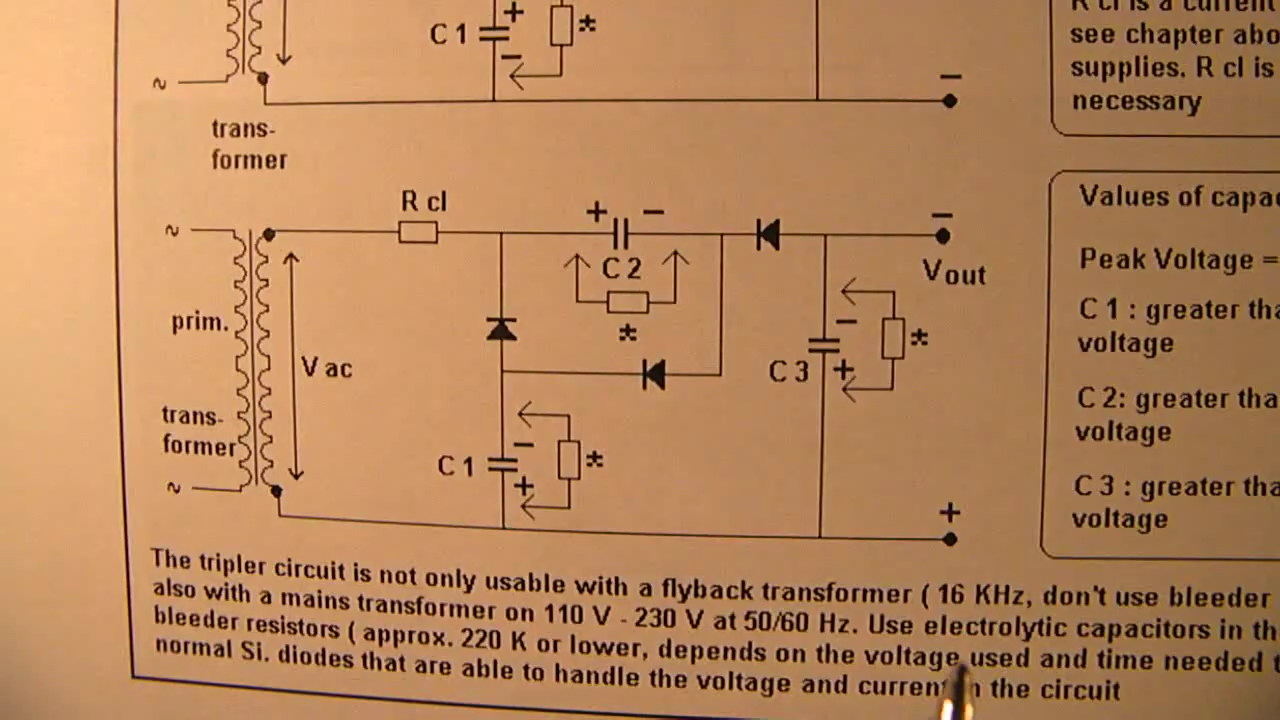 R cl is a current
see chapter abo
supplies. R cl is
necessary
C 1
+
*
−
~
−
trans-
former
R cl
+
−
−
~
C 2
Vout
*
prim.
V ac
−
*
C 3
+
trans-
former
−
*
C 1
+
~
+
Values of capa
Peak Voltage =
C 1 : greater tha
voltage
C 2: greater tha
voltage
C 3 : greater tha
voltage
The tripler circuit is not only usable with a flyback transformer ( 16 KHz, don't use bleeder
also with a mains transformer on 110 V - 230 V at 50/60 Hz. Use electrolytic capacitors in th
bleeder resistors ( approx. 220 K or lower, depends on the voltage used and time needed t
normal Si. diodes that are able to handle the voltage and current the circuit